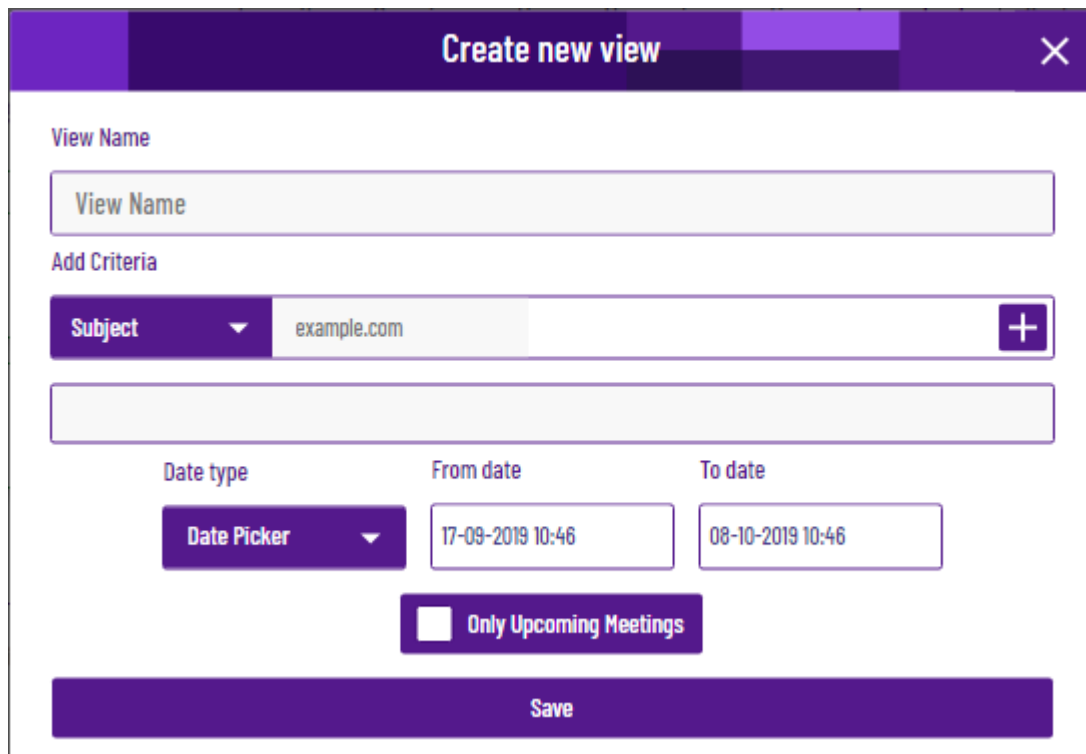 Create new view
View Name
View Name
Add Criteria
Subject example.com
Date type From date To date
Date Picker 17-09-2019 10:46 08-10-2019 10:46
Only Upcoming Meetings
Save